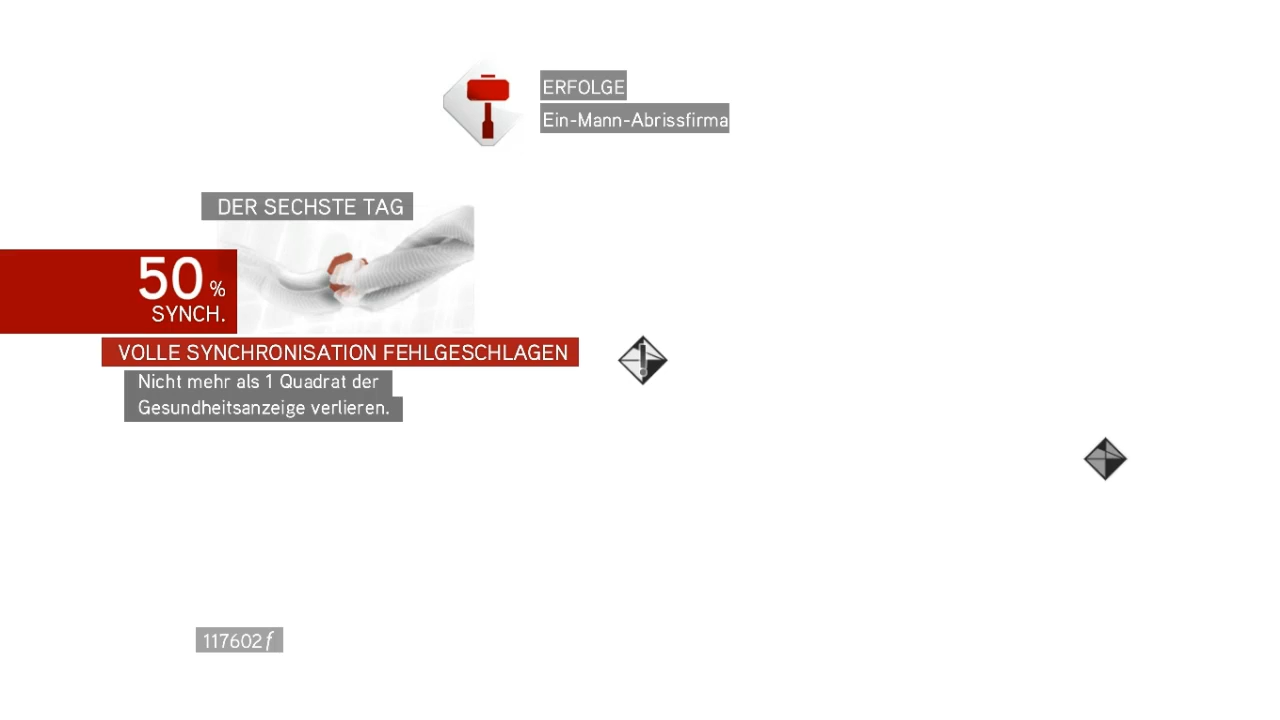 ERFOLGE
Ein-Mann-Abrissfirma
DER SECHSTE TAG
50 %
SYNCH.
VOLLE SYNCHRONISATION FEHLGESCHLAGEN
Nicht mehr als 1 Quadrat der
Gesundheitsanzeige verlieren.
117602ƒ